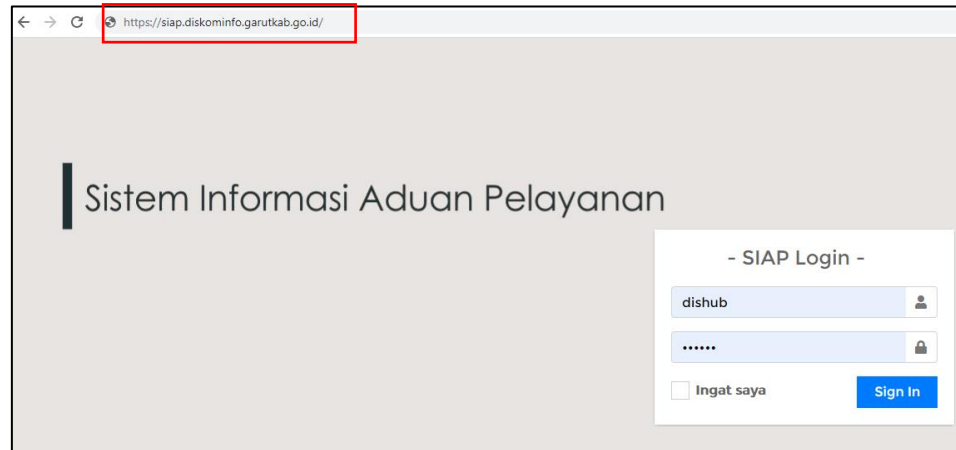 https://siap.diskominfo.garutkab.go.id/
Sistem Informasi Aduan Pelayanan
- SIAP Login -
dishub
••••••
Ingat saya
Sign In